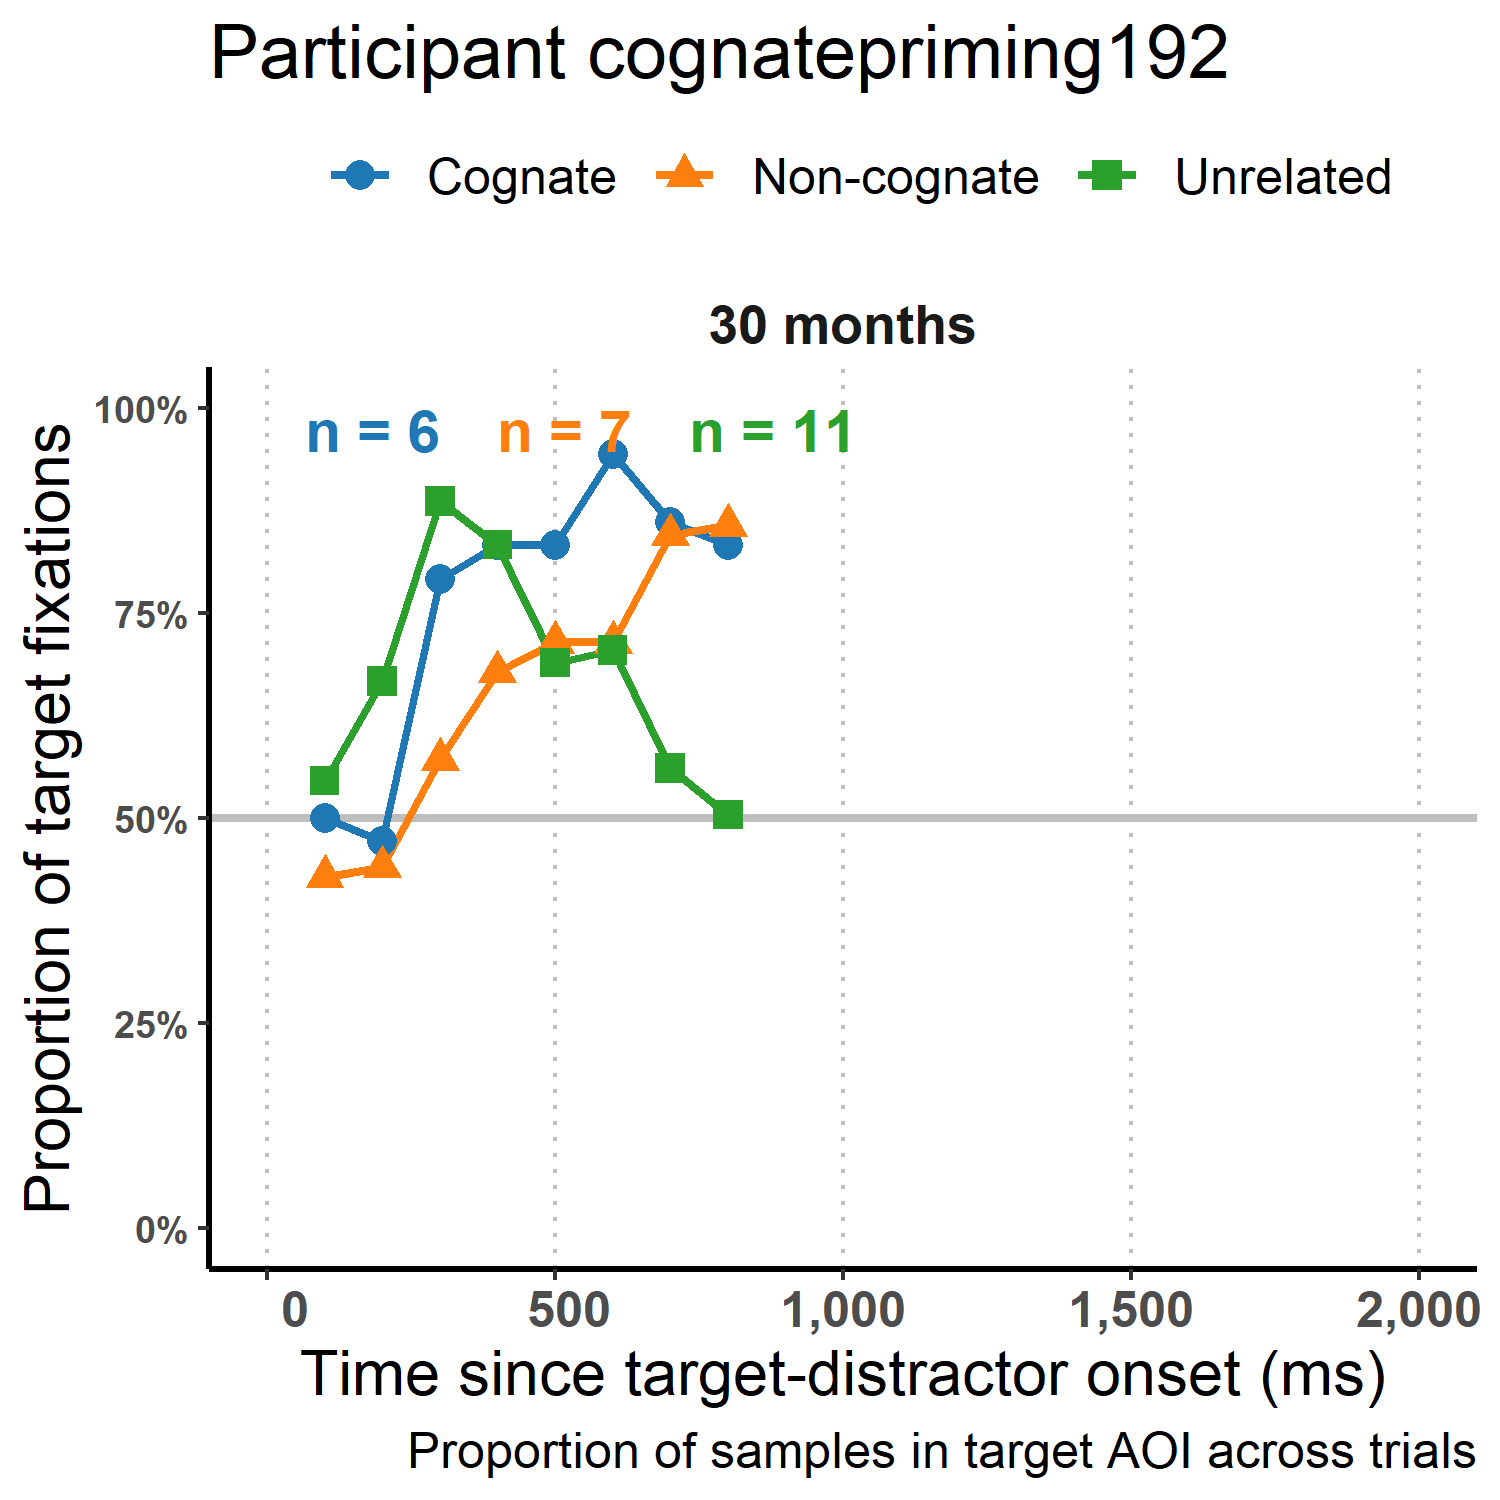 Participant cognatepriming192
Cognate Non-cognate Unrelated
30 months
n = 6 n = 7 n = 11
100%
75%
50%
25%
0%
Proportion of target fixations
0 500 1,000 1,500 2,000
Time since target-distractor onset (ms)
Proportion of samples in target AOI across trials